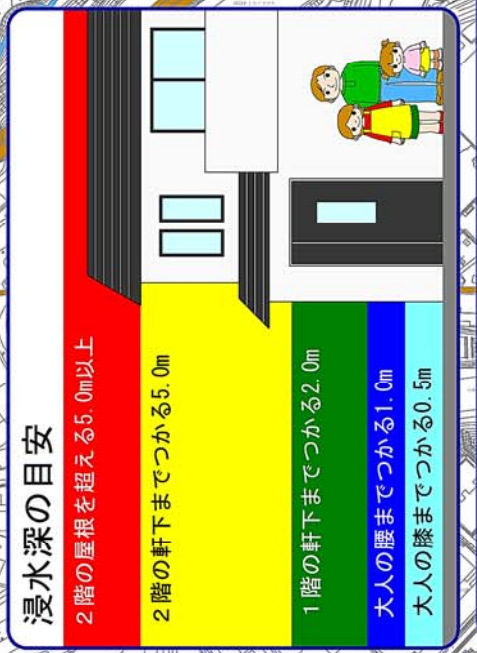 浸水深の目安
2階の屋根を超える5.0m以上
2階の軒下までつかる5.0m
1階の軒下までつかる2.0m
大人の腰までつかる1.0m
大人の膝までつかる0.5m